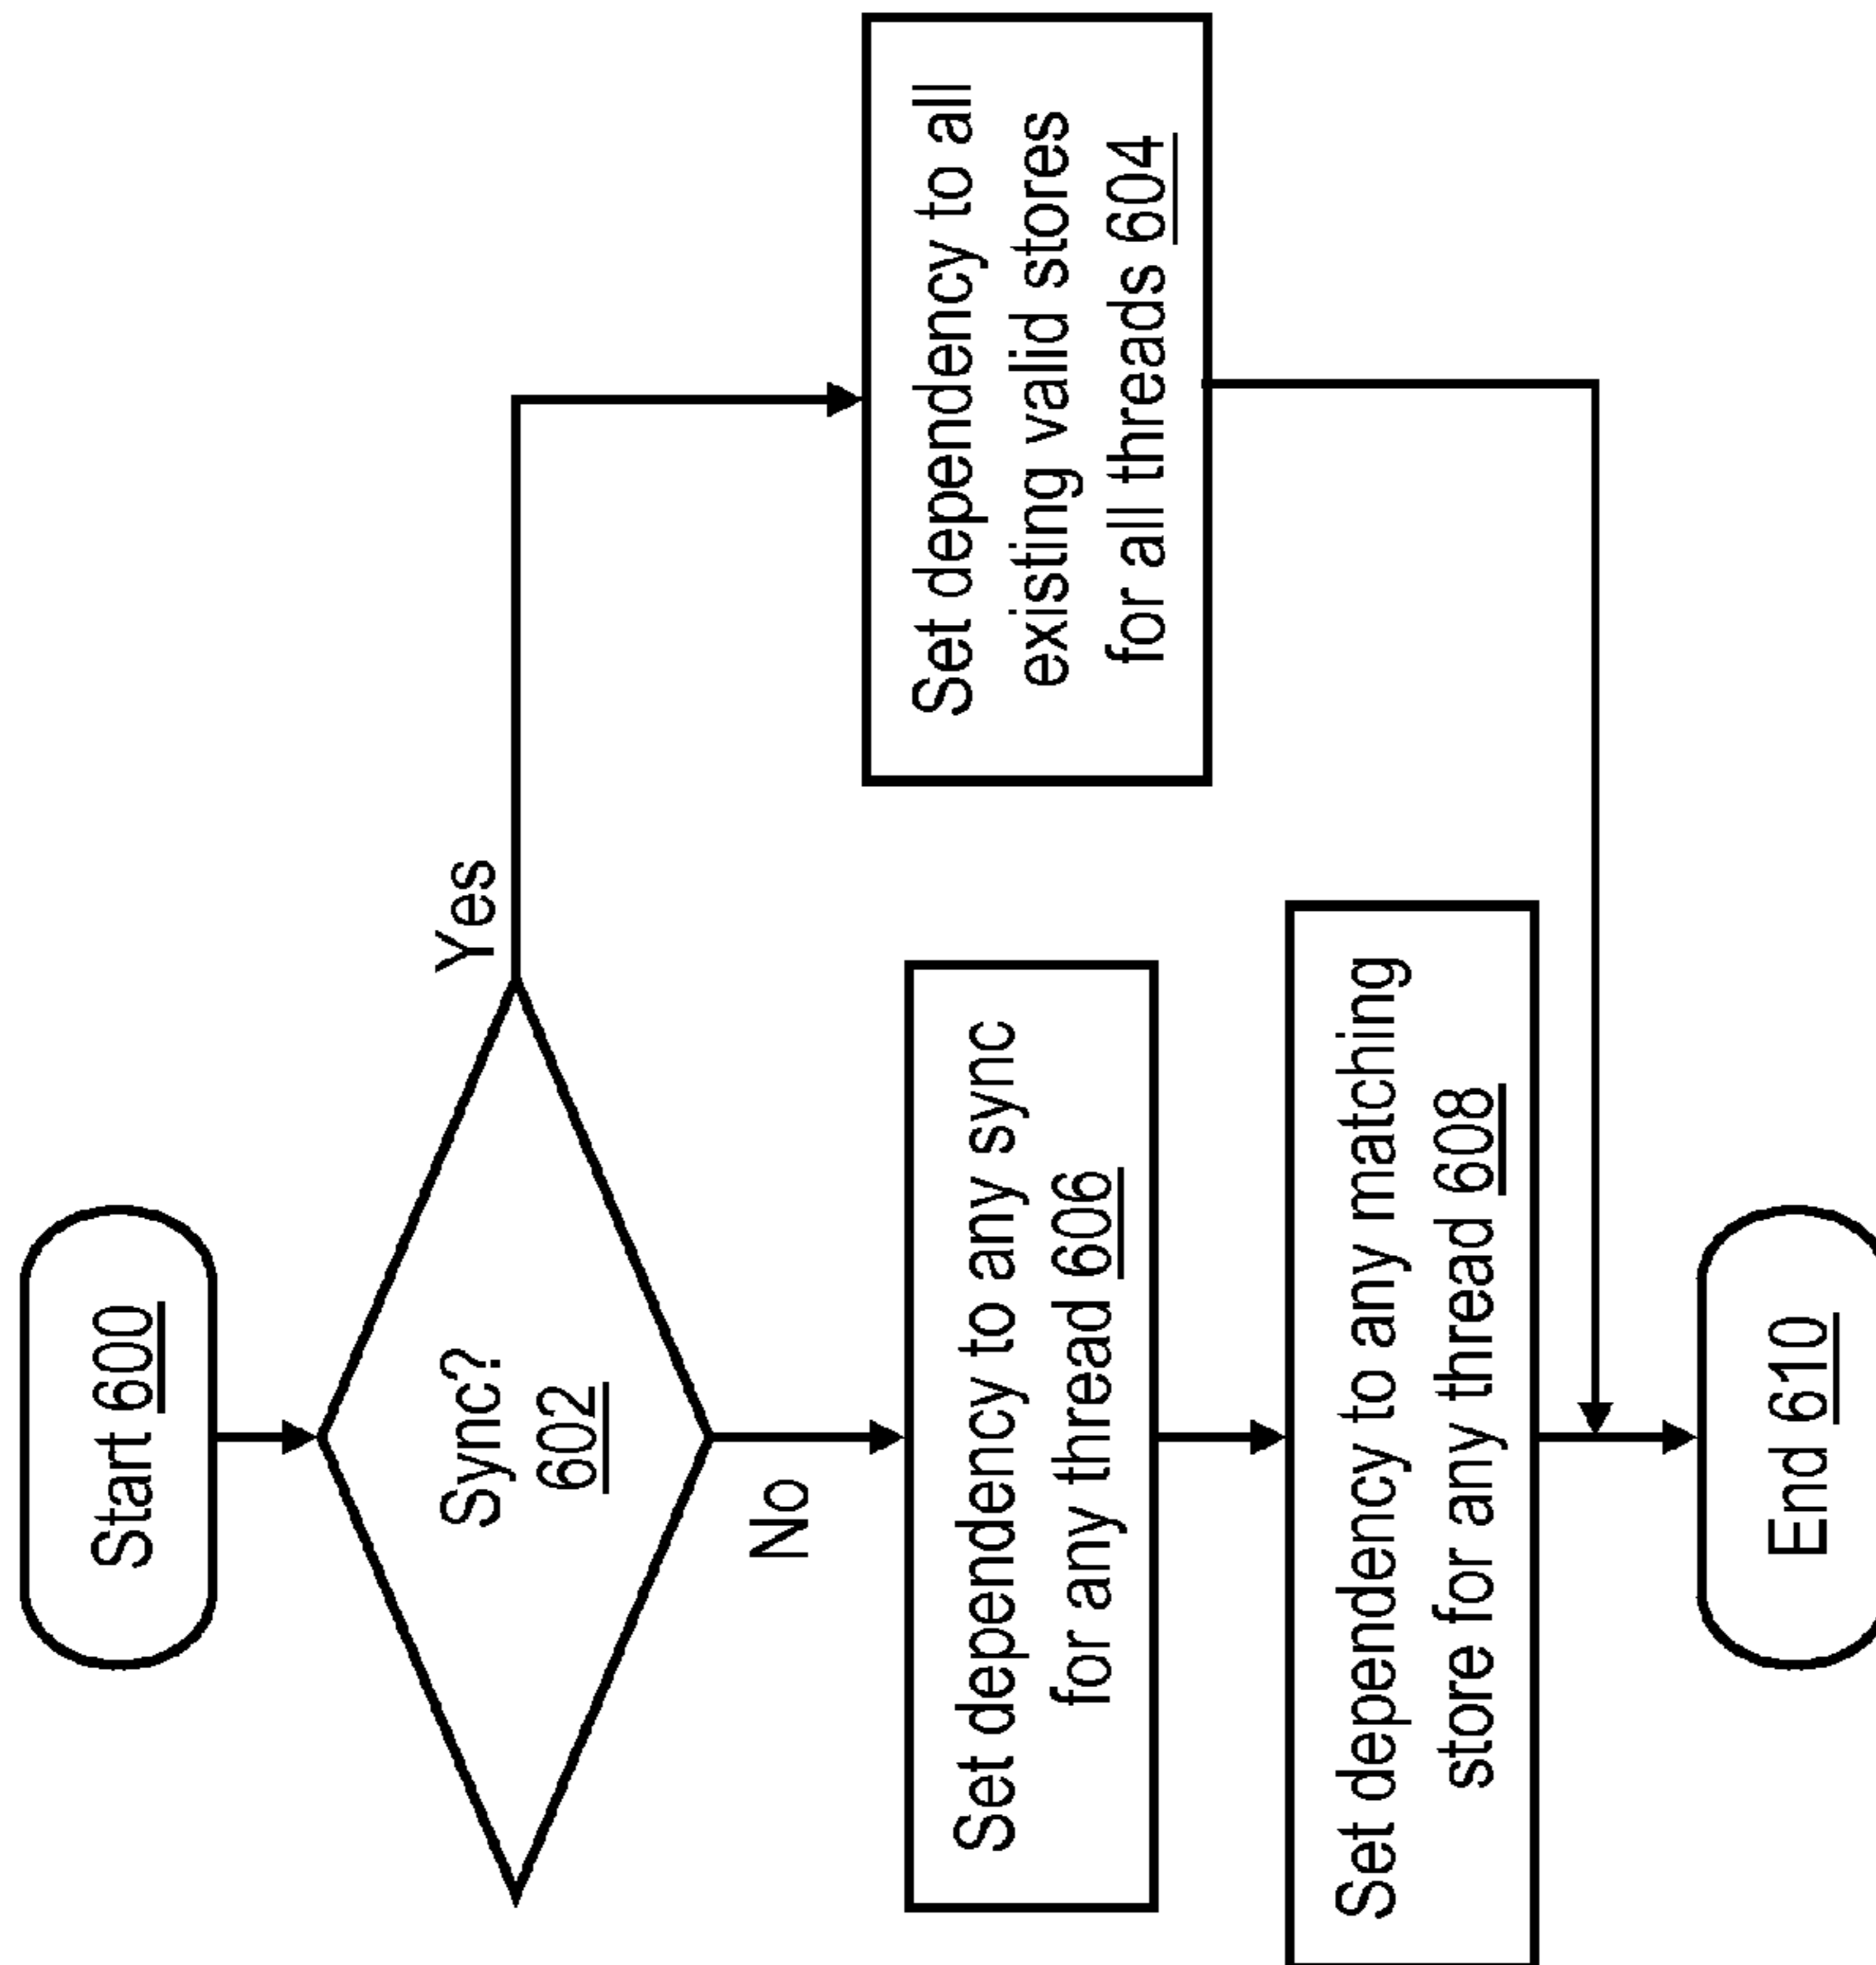 Start 600
Sync?
602
Yes
No
Set dependency to all
existing valid stores
for all threads 604
Set dependency to any sync
for any thread 606
Set dependency to any matching
store for any thread 608
End 610